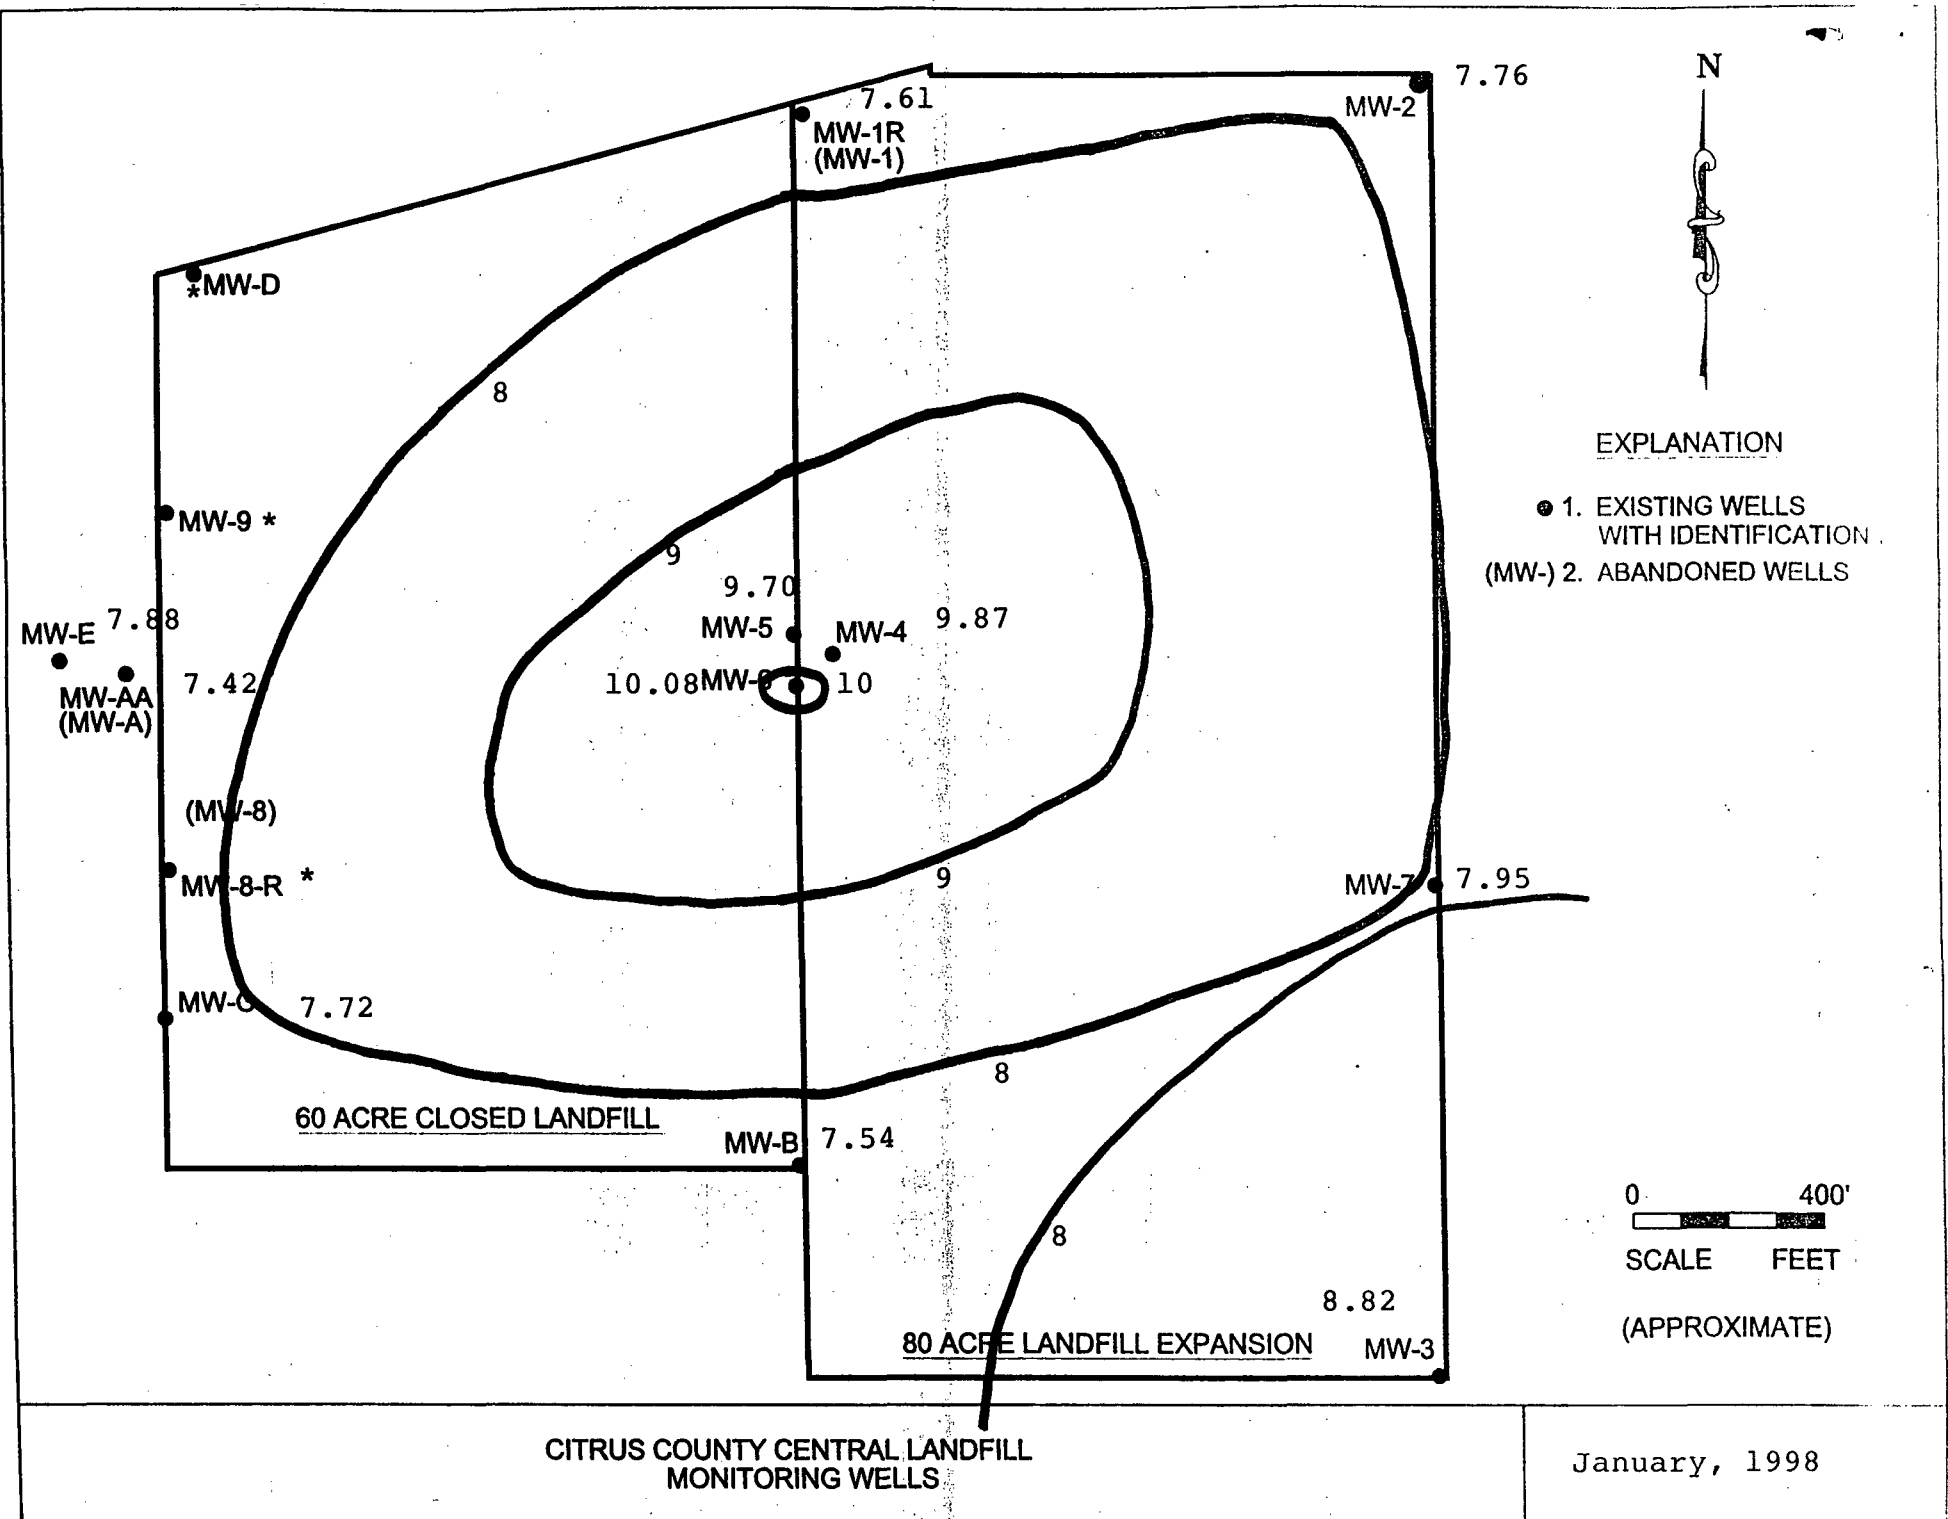 7.76
N
MW-2
7.61
MW-1R
(MW-1)
*MW-D
8
EXPLANATION
1. EXISTING WELLS
WITH IDENTIFICATION
(MW-) 2. ABANDONED WELLS
MW-9 *
9
9.70
7.88
MW-E
MW-5
MW-4
9.87
7.42
MW-AA
(MW-A)
10.08
MW-6
10
(MW-8)
MW-8-R *
9
MW-7
7.95
MW-C
7.72
8
60 ACRE CLOSED LANDFILL
MW-B
7.54
8
0 400'
SCALE FEET
(APPROXIMATE)
8.82
80 ACRE LANDFILL EXPANSION
MW-3
CITRUS COUNTY CENTRAL LANDFILL
MONITORING WELLS
January, 1998